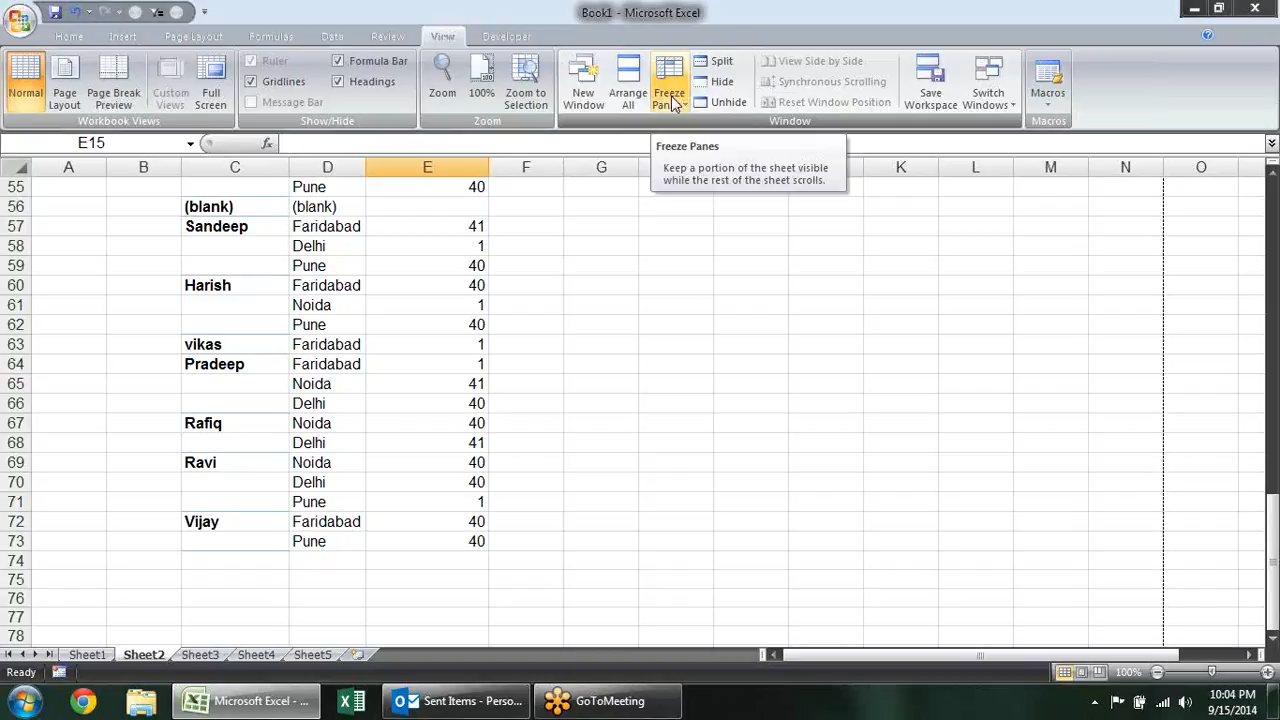 Book1 - Microsoft Excel
Home Insert Page Layout Formulas Data Review View Developer
Normal Page Layout Page Break Preview Custom Views Full Screen
Workbook Views
Ruler Formula Bar
Gridlines Headings
Message Bar
Show/Hide
Zoom 100% Zoom to Selection
Zoom
New Window Arrange All Freeze Panes
Split View Side by Side
Hide Synchronous Scrolling
Unhide Reset Window Position
Save Workspace Switch Windows
Window
Macros
Macros
E15 fx
Freeze Panes
Keep a portion of the sheet visible
while the rest of the sheet scrolls.
A B C D E F G K L M N O
55 Pune 40
56 (blank) (blank)
57 Sandeep Faridabad 41
58 Delhi 1
59 Pune 40
60 Harish Faridabad 40
61 Noida 1
62 Pune 40
63 vikas Faridabad 1
64 Pradeep Faridabad 1
65 Noida 41
66 Delhi 40
67 Rafiq Noida 40
68 Delhi 41
69 Ravi Noida 40
70 Delhi 40
71 Pune 1
72 Vijay Faridabad 40
73 Pune 40
74
75
76
77
78
Sheet1 Sheet2 Sheet3 Sheet4 Sheet5
Ready 100%
Microsoft Excel - ... Sent Items - Perso... GoToMeeting
10:04 PM
9/15/2014